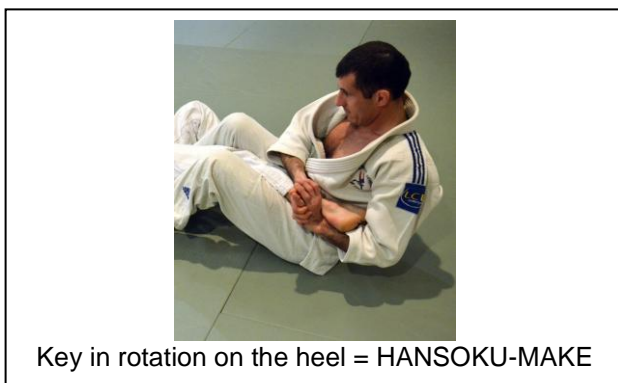 Key in rotation on the heel = HANSOKU-MAKE